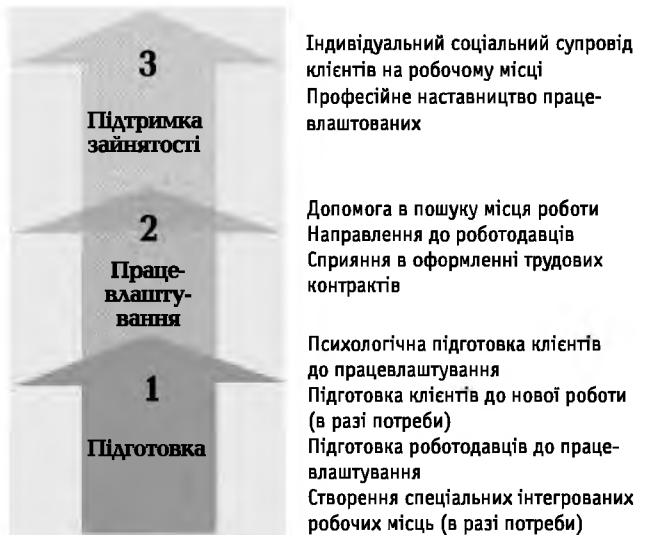 3
Підтримка
зайнятості
Індивідуальний соціальний супровід
клієнтів на робочому місці
Професійне наставництво праце-
влаштованих
2
Праце-
влашту-
вання
Допомога в пошуку місця роботи
Направлення до роботодавців
Сприяння в оформленні трудових
контрактів
1
Підготовка
Психологічна підготовка клієнтів
до працевлаштування
Підготовка клієнтів до нової роботи
(в разі потреби)
Підготовка роботодавців до праце-
влаштування
Створення спеціальних інтегрованих
робочих місць (в разі потреби)